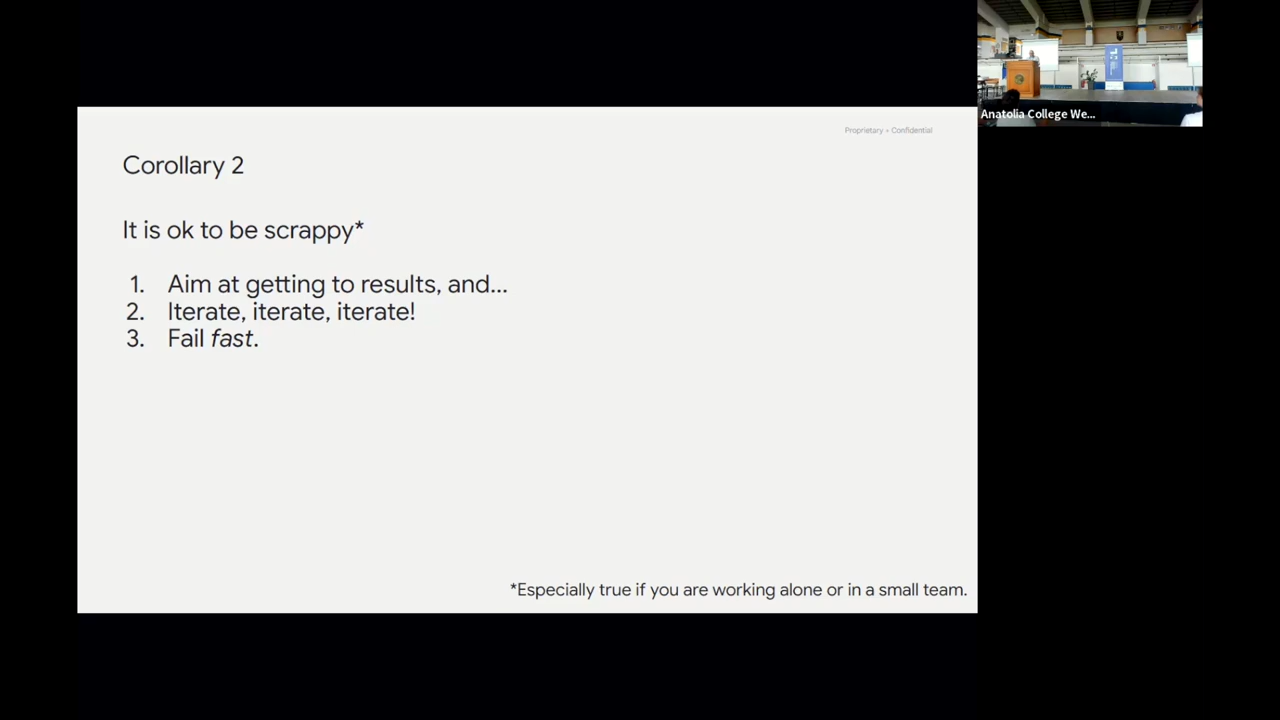 Proprietary + Confidential
Anatolia College We...
Corollary 2
It is ok to be scrappy*
1. Aim at getting to results, and...
2. Iterate, iterate, iterate!
3. Fail fast.
*Especially true if you are working alone or in a small team.